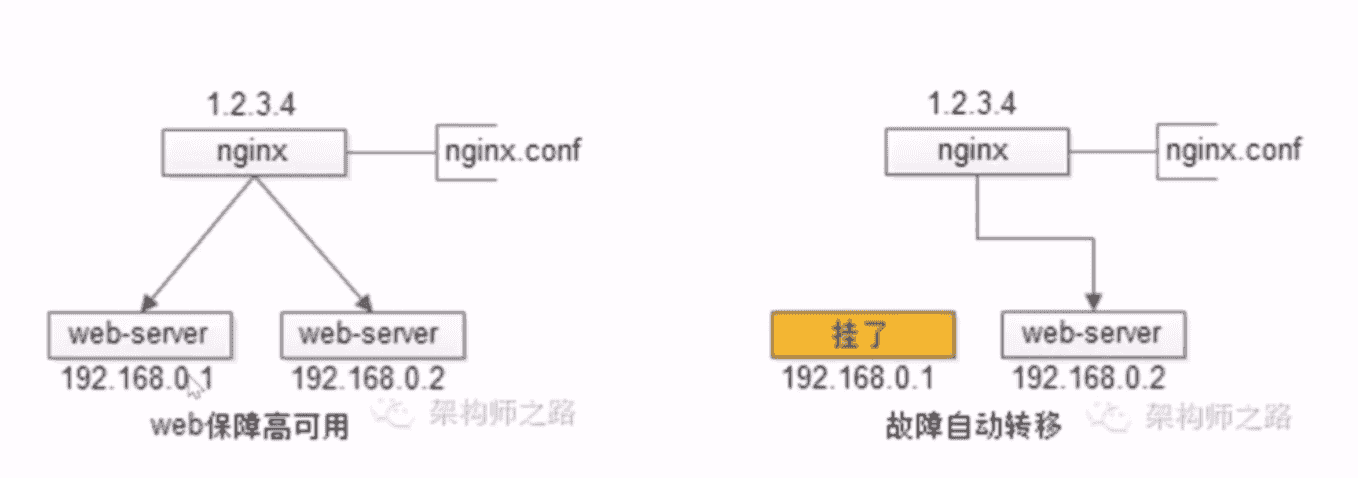 1.2.3.4
nginx
nginx.conf
web-server
web-server
192.168.0.1
192.168.0.2
web保障高可用
架构师之路
1.2.3.4
nginx
nginx.conf
挂了
web-server
192.168.0.1
192.168.0.2
故障自动转移
架构师之路